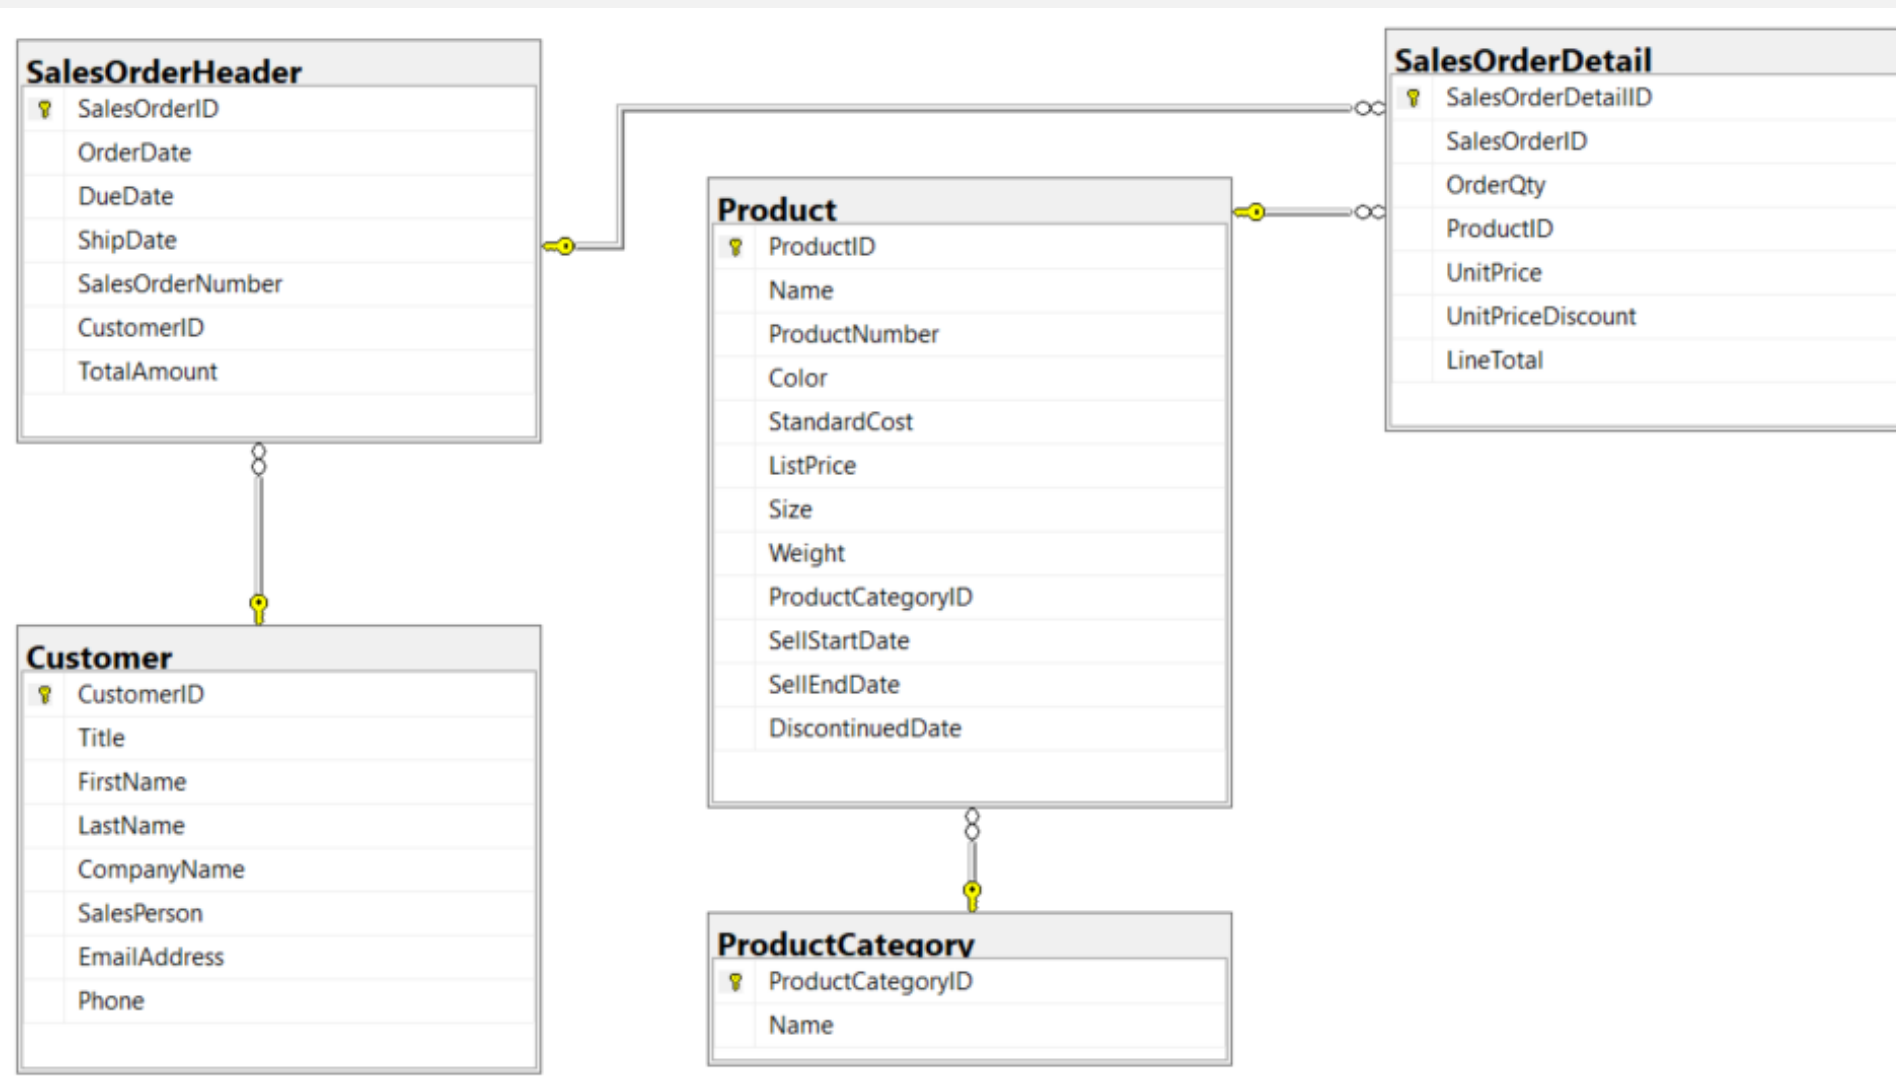 SalesOrderHeader
SalesOrderID
OrderDate
DueDate
ShipDate
SalesOrderNumber
CustomerID
TotalAmount
Customer
CustomerID
Title
FirstName
LastName
CompanyName
SalesPerson
EmailAddress
Phone
Product
ProductID
Name
ProductNumber
Color
StandardCost
ListPrice
Size
Weight
ProductCategoryID
SellStartDate
SellEndDate
DiscontinuedDate
ProductCategory
ProductCategoryID
Name
SalesOrderDetail
SalesOrderDetailID
SalesOrderID
OrderQty
ProductID
UnitPrice
UnitPriceDiscount
LineTotal